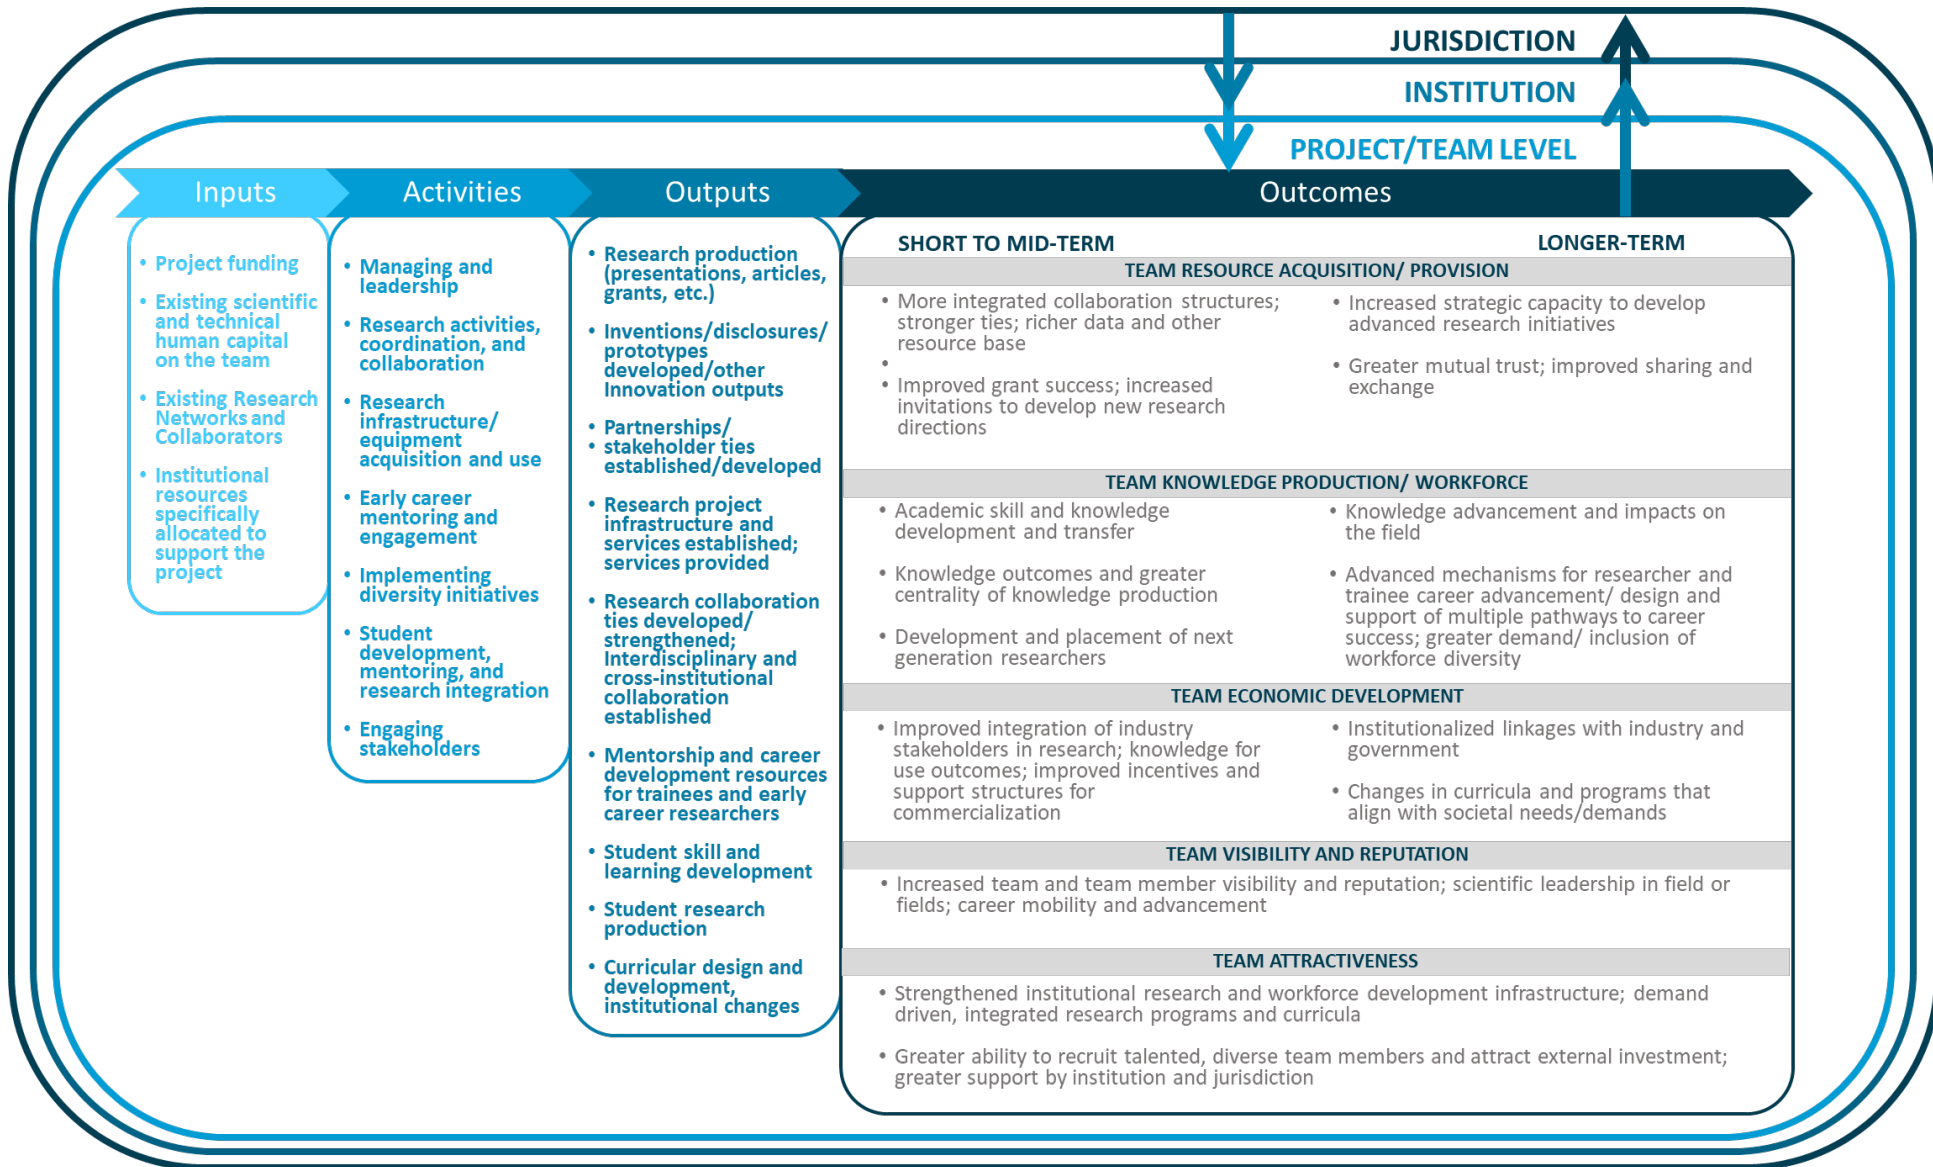 JURISDICTION
INSTITUTION
PROJECT/TEAM LEVEL
Inputs
Activities
Outputs
Outcomes
• Project funding
• Existing scientific
and technical
human capital
on the team
• Existing Research
Networks and
Collaborators
• Institutional
resources
specifically
allocated to
support the
project
• Managing and
leadership
• Research activities,
coordination, and
collaboration
• Research
infrastructure/
equipment
acquisition and use
• Early career
mentoring and
engagement
• Implementing
diversity initiatives
• Student
development,
mentoring, and
research integration
• Engaging
stakeholders
• Research production
(presentations, articles,
grants, etc.)
• Inventions/disclosures/
prototypes
developed/other
Innovation outputs
• Partnerships/
• stakeholder ties
established/developed
• Research project
infrastructure and
services established;
services provided
• Research collaboration
ties developed/
strengthened;
Interdisciplinary and
cross-institutional
collaboration
established
• Mentorship and career
development resources
for trainees and early
career researchers
• Student skill and
learning development
• Student research
production
• Curricular design and
development,
institutional changes
SHORT TO MID-TERM
LONGER-TERM
TEAM RESOURCE ACQUISITION/ PROVISION
• More integrated collaboration structures;
stronger ties; richer data and other
resource base
•
• Improved grant success; increased
invitations to develop new research
directions
• Increased strategic capacity to develop
advanced research initiatives
• Greater mutual trust; improved sharing and
exchange
TEAM KNOWLEDGE PRODUCTION/ WORKFORCE
• Academic skill and knowledge
development and transfer
• Knowledge outcomes and greater
centrality of knowledge production
• Development and placement of next
generation researchers
• Knowledge advancement and impacts on
the field
• Advanced mechanisms for researcher and
trainee career advancement/ design and
support of multiple pathways to career
success; greater demand/ inclusion of
workforce diversity
TEAM ECONOMIC DEVELOPMENT
• Improved integration of industry
stakeholders in research; knowledge for
use outcomes; improved incentives and
support structures for
commercialization
• Institutionalized linkages with industry and
government
• Changes in curricula and programs that
align with societal needs/demands
TEAM VISIBILITY AND REPUTATION
• Increased team and team member visibility and reputation; scientific leadership in field or
fields; career mobility and advancement
TEAM ATTRACTIVENESS
• Strengthened institutional research and workforce development infrastructure; demand
driven, integrated research programs and curricula
• Greater ability to recruit talented, diverse team members and attract external investment;
greater support by institution and jurisdiction